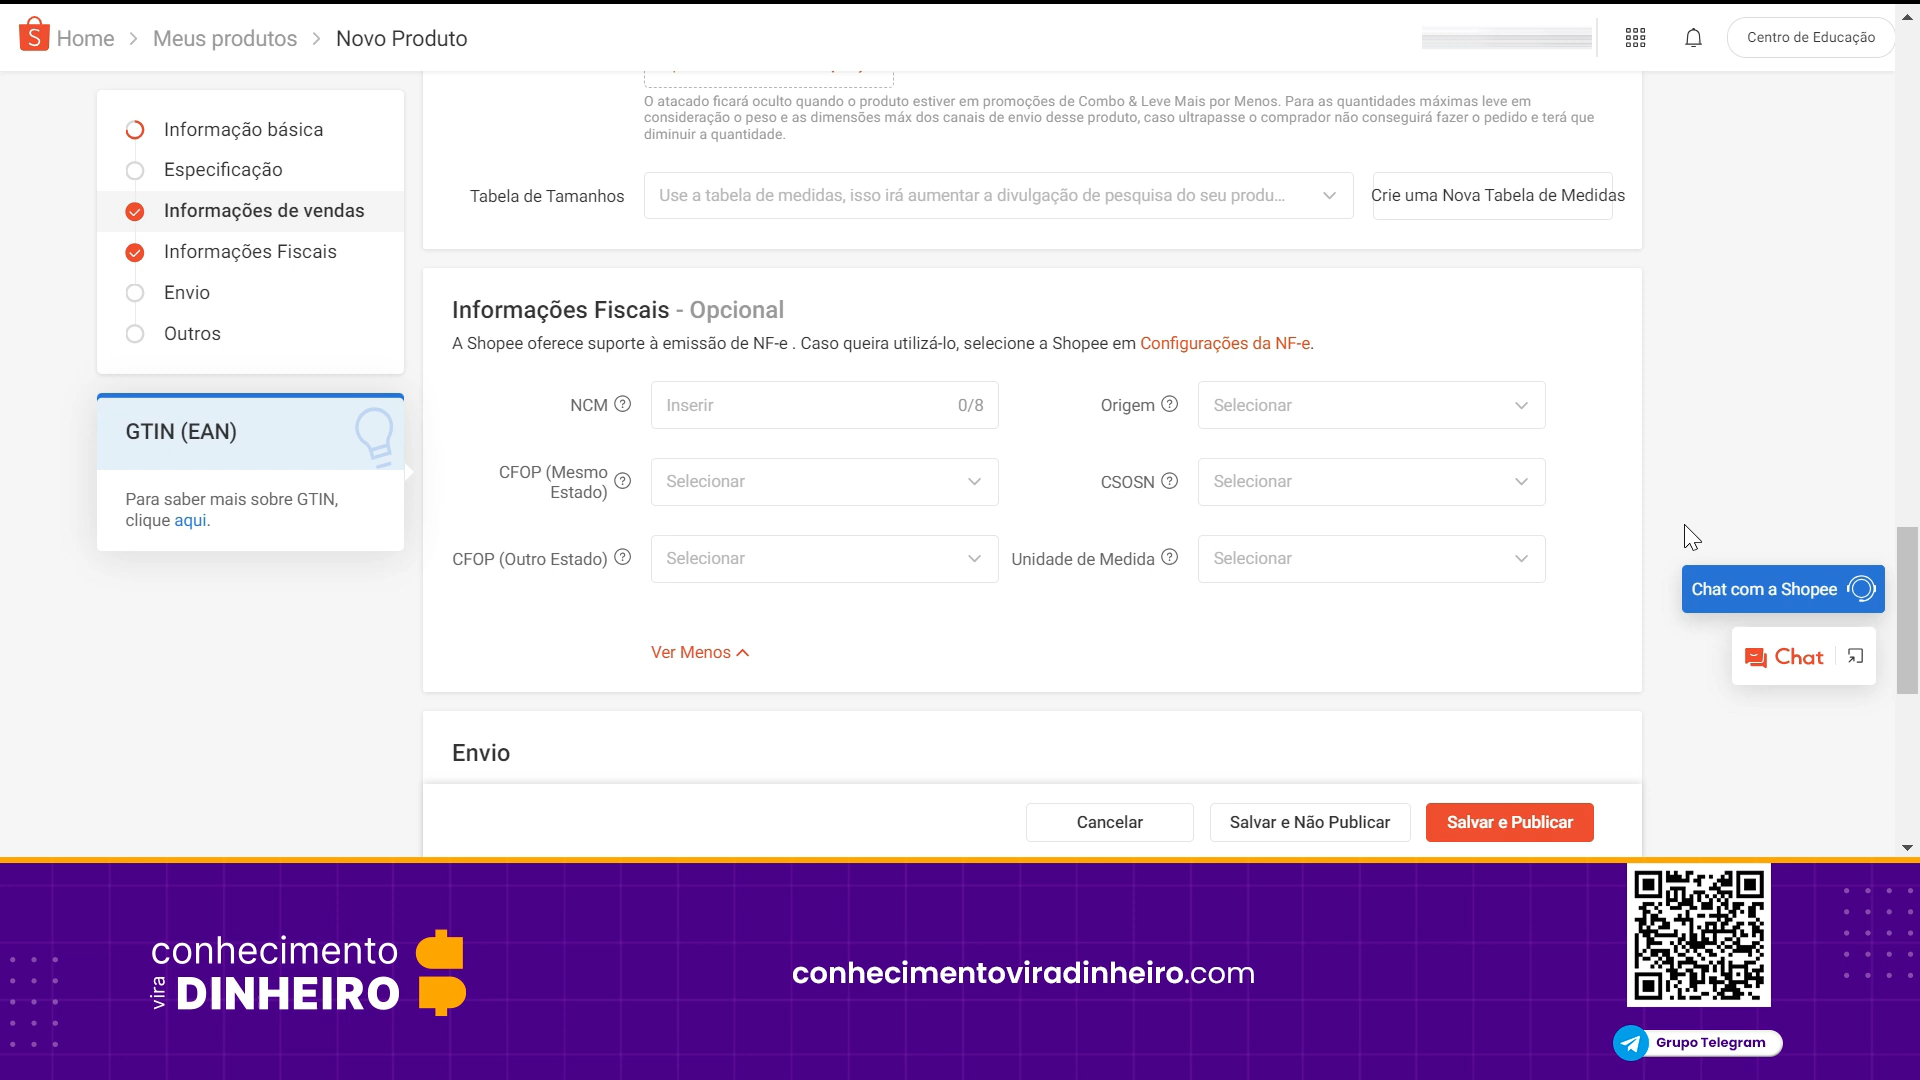 Home > Meus produtos > Novo Produto
Centro de Educação
Informação básica
Especificação
Informações de vendas
Informações Fiscais
Envio
Outros
GTIN (EAN)
Para saber mais sobre GTIN,
clique aqui.
O atacado ficará oculto quando o produto estiver em promoções de Combo & Leve Mais por Menos. Para as quantidades máximas leve em
consideração o peso e as dimensões máx dos canais de envio desse produto, caso ultrapasse o comprador não conseguirá fazer o pedido e terá que
diminuir a quantidade.
Tabela de Tamanhos
Use a tabela de medidas, isso irá aumentar a divulgação de pesquisa do seu produ...
Crie uma Nova Tabela de Medidas
Informações Fiscais - Opcional
A Shopee oferece suporte à emissão de NF-e . Caso queira utilizá-lo, selecione a Shopee em Configurações da NF-e.
NCM
Inserir
0/8
Origem
Selecionar
CFOP (Mesmo
Estado)
Selecionar
CSOSN
Selecionar
CFOP (Outro Estado)
Selecionar
Unidade de Medida
Selecionar
Ver Menos
Envio
Cancelar
Salvar e Não Publicar
Salvar e Publicar
Chat com a Shopee
Chat
conhecimento
vira DINHEIRO
conhecimentoviradinheiro.com
Grupo Telegram